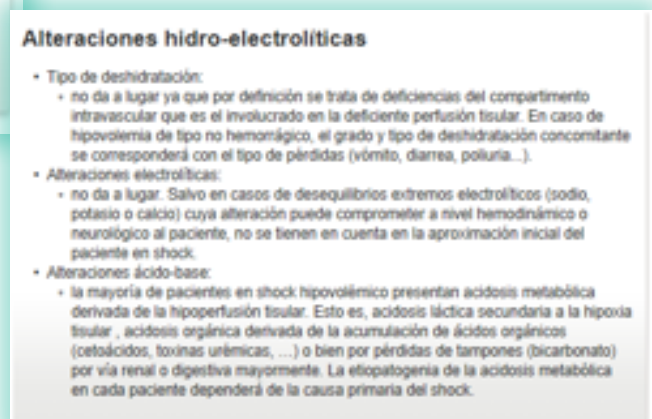 Alteraciones hidro-electrolíticas
• Tipo de deshidratación:
• no da a lugar ya que por definición se trata de deficiencias del compartimento
intravascular que es el involucrado en la deficiente perfusión tisular. En caso de
hipovolemia de tipo no hemorrágico, el grado y tipo de deshidratación concomitante
se corresponderá con el tipo de pérdidas (vómito, diarrea, poliuria...).
• Alteraciones electrolíticas:
• no da a lugar. Salvo en casos de desequilibrios extremos electrolíticos (sodio,
potasio o calcio) cuya alteración puede comprometer a nivel hemodinámico o
neurológico al paciente, no se tienen en cuenta en la aproximación inicial del
paciente en shock.
• Alteraciones ácido-base:
• la mayoría de pacientes en shock hipovolémico presentan acidosis metabólica
derivada de la hipoperfusión tisular. Esto es, acidosis láctica secundaria a la hipoxia
tisular , acidosis orgánica derivada de la acumulación de ácidos orgánicos
(cetoácidos, toxinas urémicas, ...) o bien por pérdidas de tampones (bicarbonato)
por vía renal o digestiva mayormente. La etiopatogenia de la acidosis metabólica
en cada paciente dependerá de la causa primaria del shock.